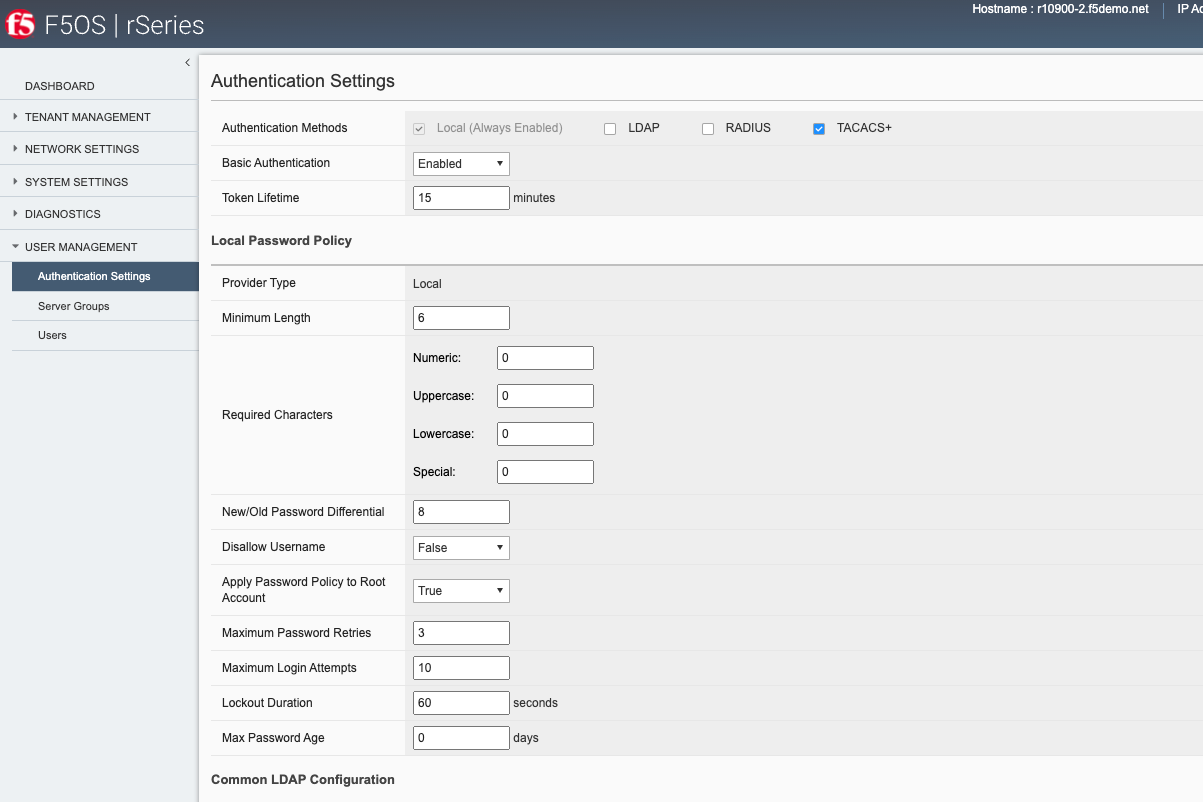 f5 F5OS | rSeries
Hostname : r10900-2.f5demo.net
DASHBOARD
TENANT MANAGEMENT
NETWORK SETTINGS
SYSTEM SETTINGS
DIAGNOSTICS
USER MANAGEMENT
Authentication Settings
Server Groups
Users
Authentication Settings
Authentication Methods Local (Always Enabled) LDAP RADIUS TACACS+
Basic Authentication Enabled
Token Lifetime 15 minutes
Local Password Policy
Provider Type Local
Minimum Length 6
Required Characters
Numeric: 0
Uppercase: 0
Lowercase: 0
Special: 0
New/Old Password Differential 8
Disallow Username False
Apply Password Policy to Root
Account True
Maximum Password Retries 3
Maximum Login Attempts 10
Lockout Duration 60 seconds
Max Password Age 0 days
Common LDAP Configuration